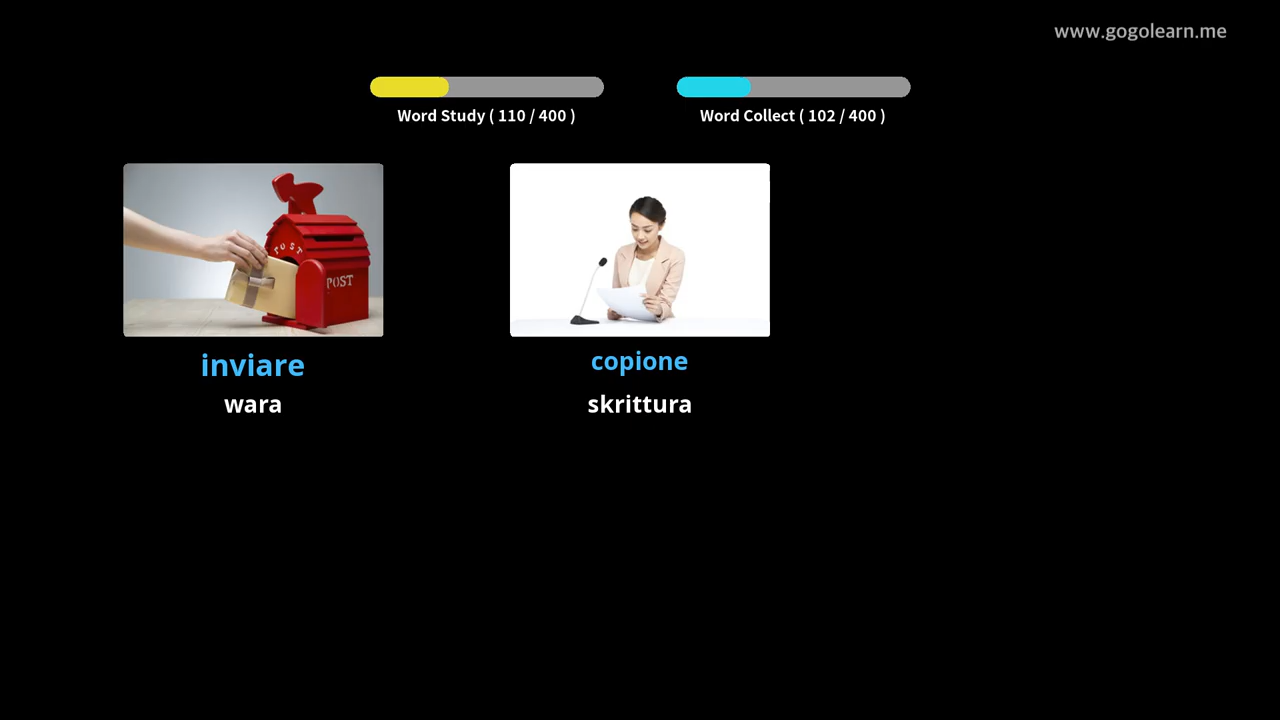 www.gogolearn.me
Word Study ( 110 / 400 )
Word Collect ( 102 / 400 )
POST
POST
inviare
wara
copione
skrittura